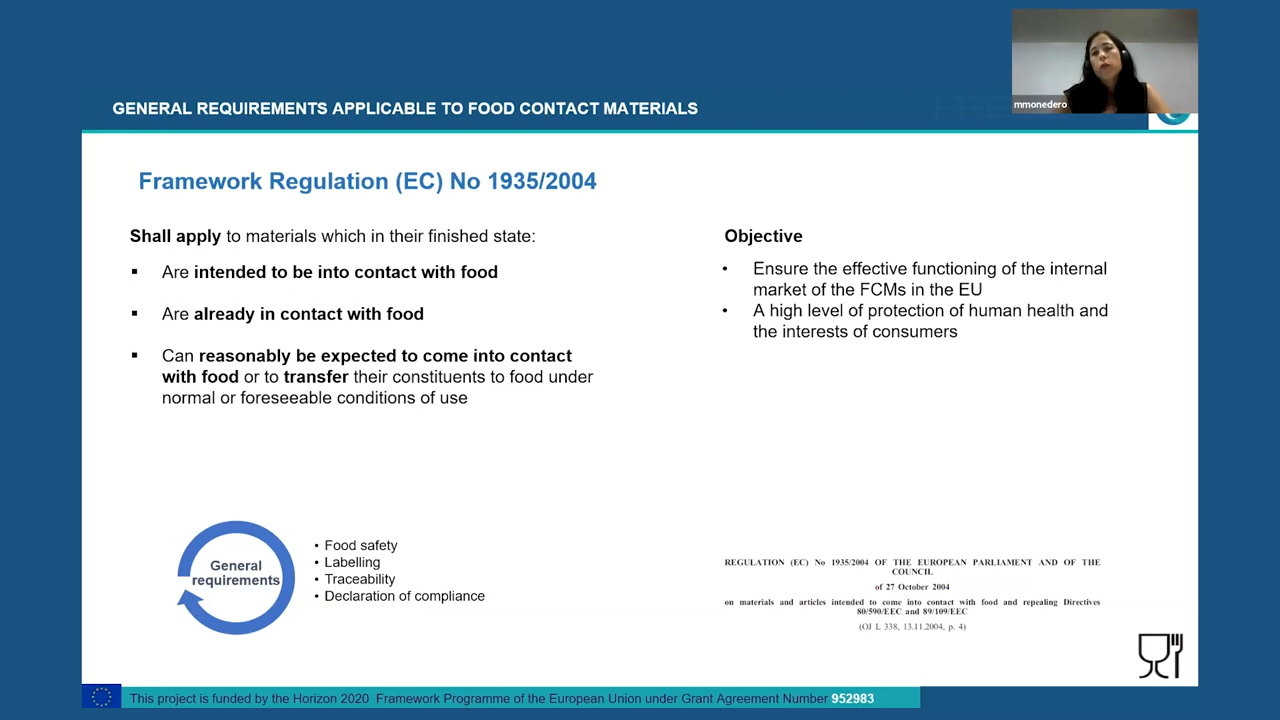 mmonedero
GENERAL REQUIREMENTS APPLICABLE TO FOOD CONTACT MATERIALS
Framework Regulation (EC) No 1935/2004
Shall apply to materials which in their finished state:
▪ Are intended to be into contact with food
▪ Are already in contact with food
▪ Can reasonably be expected to come into contact
with food or to transfer their constituents to food under
normal or foreseeable conditions of use
Objective
• Ensure the effective functioning of the internal
market of the FCMs in the EU
• A high level of protection of human health and
the interests of consumers
General
requirements
• Food safety
• Labelling
• Traceability
• Declaration of compliance
REGULATION (EC) No 1935/2004 OF THE EUROPEAN PARLIAMENT AND OF THE
COUNCIL
of 27 October 2004
on materials and articles intended to come into contact with food and repealing Directives
80/590/EEC and 89/109/EEC
(OJ L 338, 13.11.2004, p. 4)
This project is funded by the Horizon 2020 Framework Programme of the European Union under Grant Agreement Number 952983